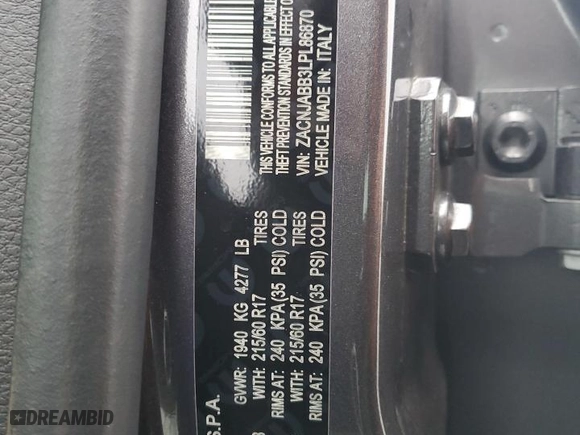 THIS VEHICLE CONFORMS TO ALL APPLICABLE
THEFT PREVENTION STANDARDS IN EFFECT O
VIN: ZACNJABB3LPL86870
VEHICLE MADE IN: ITALY
S.P.A.
GVWR: 1940 KG 4277 LB
WITH: 215/60 R17 TIRES
RIMS AT: 240 KPA(35 PSI) COLD
WITH: 215/60 R17 TIRES
RIMS AT: 240 KPA(35 PSI) COLD
DREAMBID